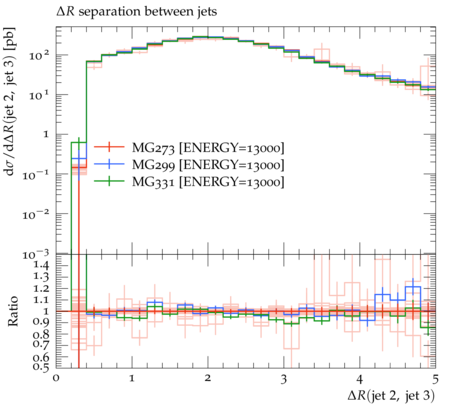 ΔR separation between jets
dσ/dΔR(jet 2, jet 3) [pb]
10²
10¹
1
10⁻¹
10⁻²
10⁻³
MG273 [ENERGY=13000]
MG299 [ENERGY=13000]
MG331 [ENERGY=13000]
Ratio
1.4
1.3
1.2
1.1
1
0.9
0.8
0.7
0.6
0.5
0 1 2 3 4 5
ΔR(jet 2, jet 3)